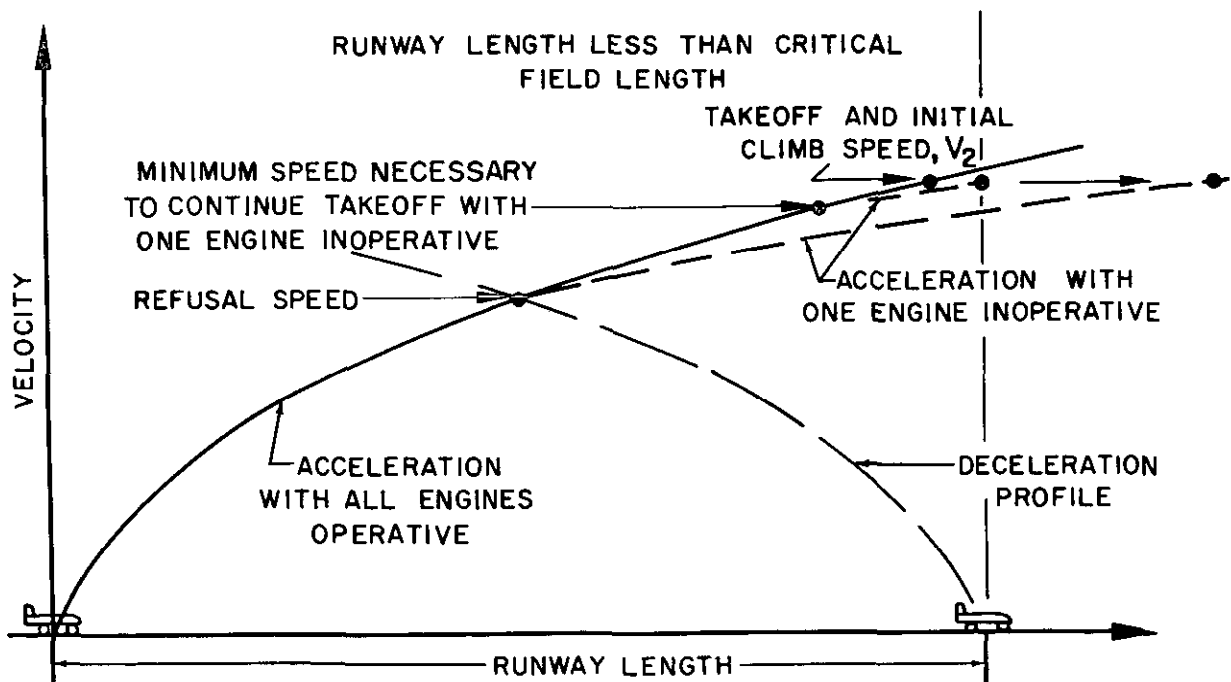 RUNWAY LENGTH LESS THAN CRITICAL
FIELD LENGTH
TAKEOFF AND INITIAL
CLIMB SPEED, V2
MINIMUM SPEED NECESSARY
TO CONTINUE TAKEOFF WITH
ONE ENGINE INOPERATIVE
REFUSAL SPEED
ACCELERATION WITH
ONE ENGINE INOPERATIVE
VELOCITY
ACCELERATION
WITH ALL ENGINES
OPERATIVE
DECELERATION
PROFILE
RUNWAY LENGTH